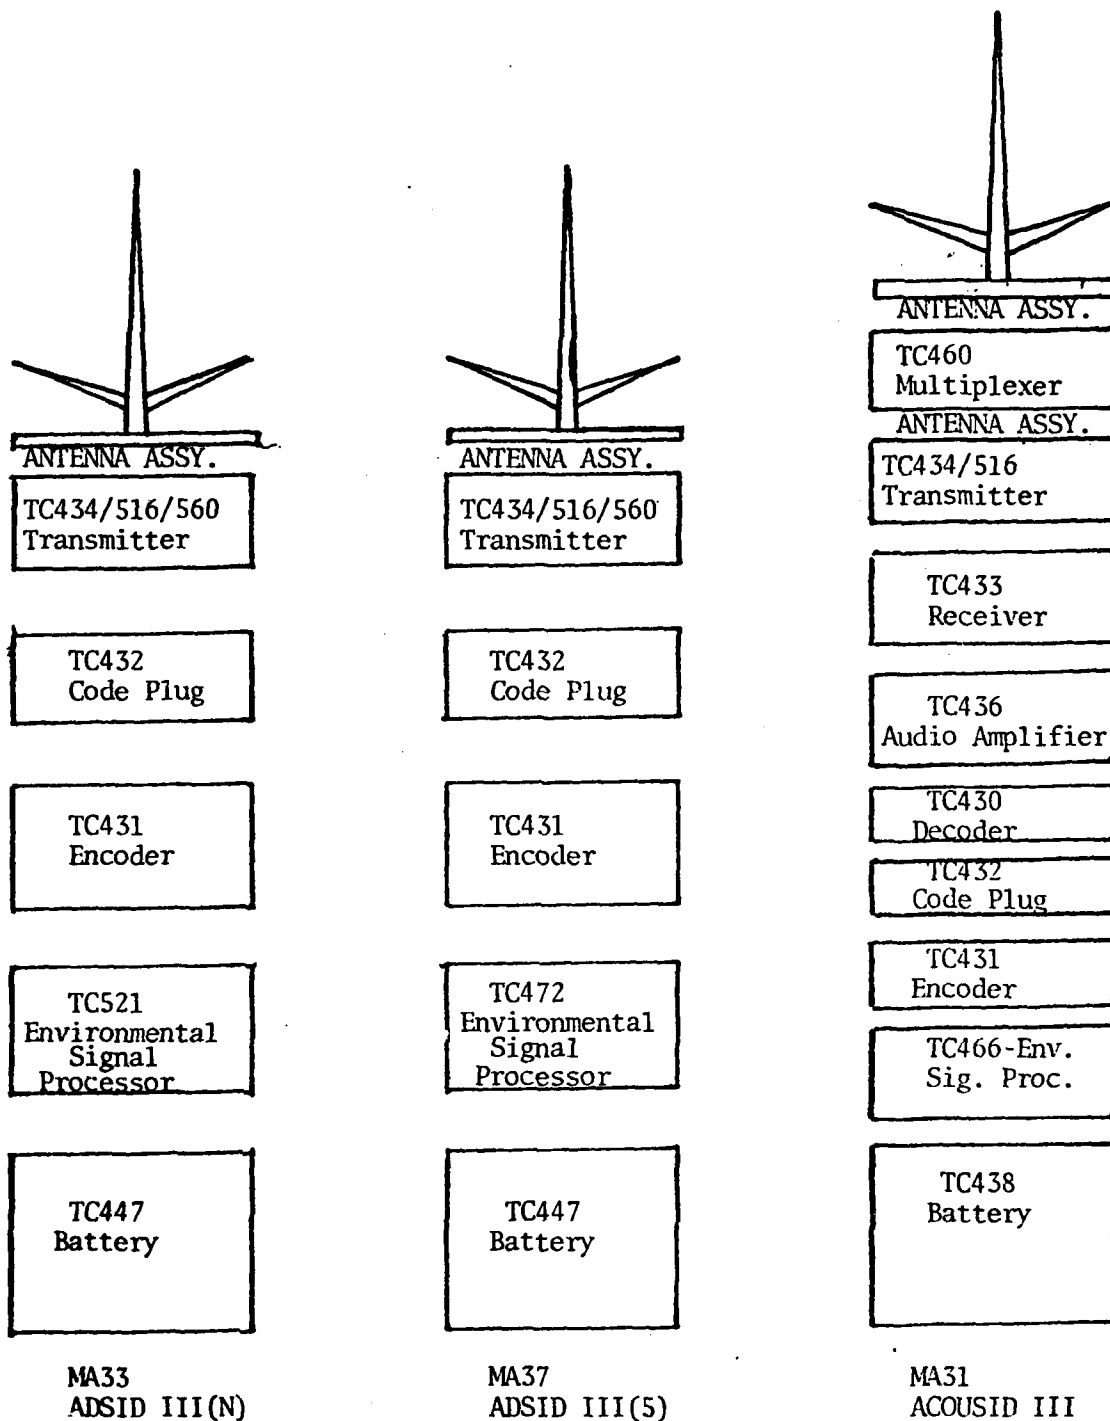 ANTENNA ASSY.
TC434/516/560
Transmitter
TC432
Code Plug
TC431
Encoder
TC521
Environmental
Signal
Processor
TC447
Battery
MA33
ADSID III(N)
ANTENNA ASSY.
TC434/516/560
Transmitter
TC432
Code Plug
TC431
Encoder
TC472
Environmental
Signal
Processor
TC447
Battery
MA37
ADSID III(5)
ANTENNA ASSY.
TC460
Multiplexer
ANTENNA ASSY.
TC434/516
Transmitter
TC433
Receiver
TC436
Audio Amplifier
TC430
Decoder
TC432
Code Plug
TC431
Encoder
TC466-Env.
Sig. Proc.
TC438
Battery
MA31
ACOUSID III